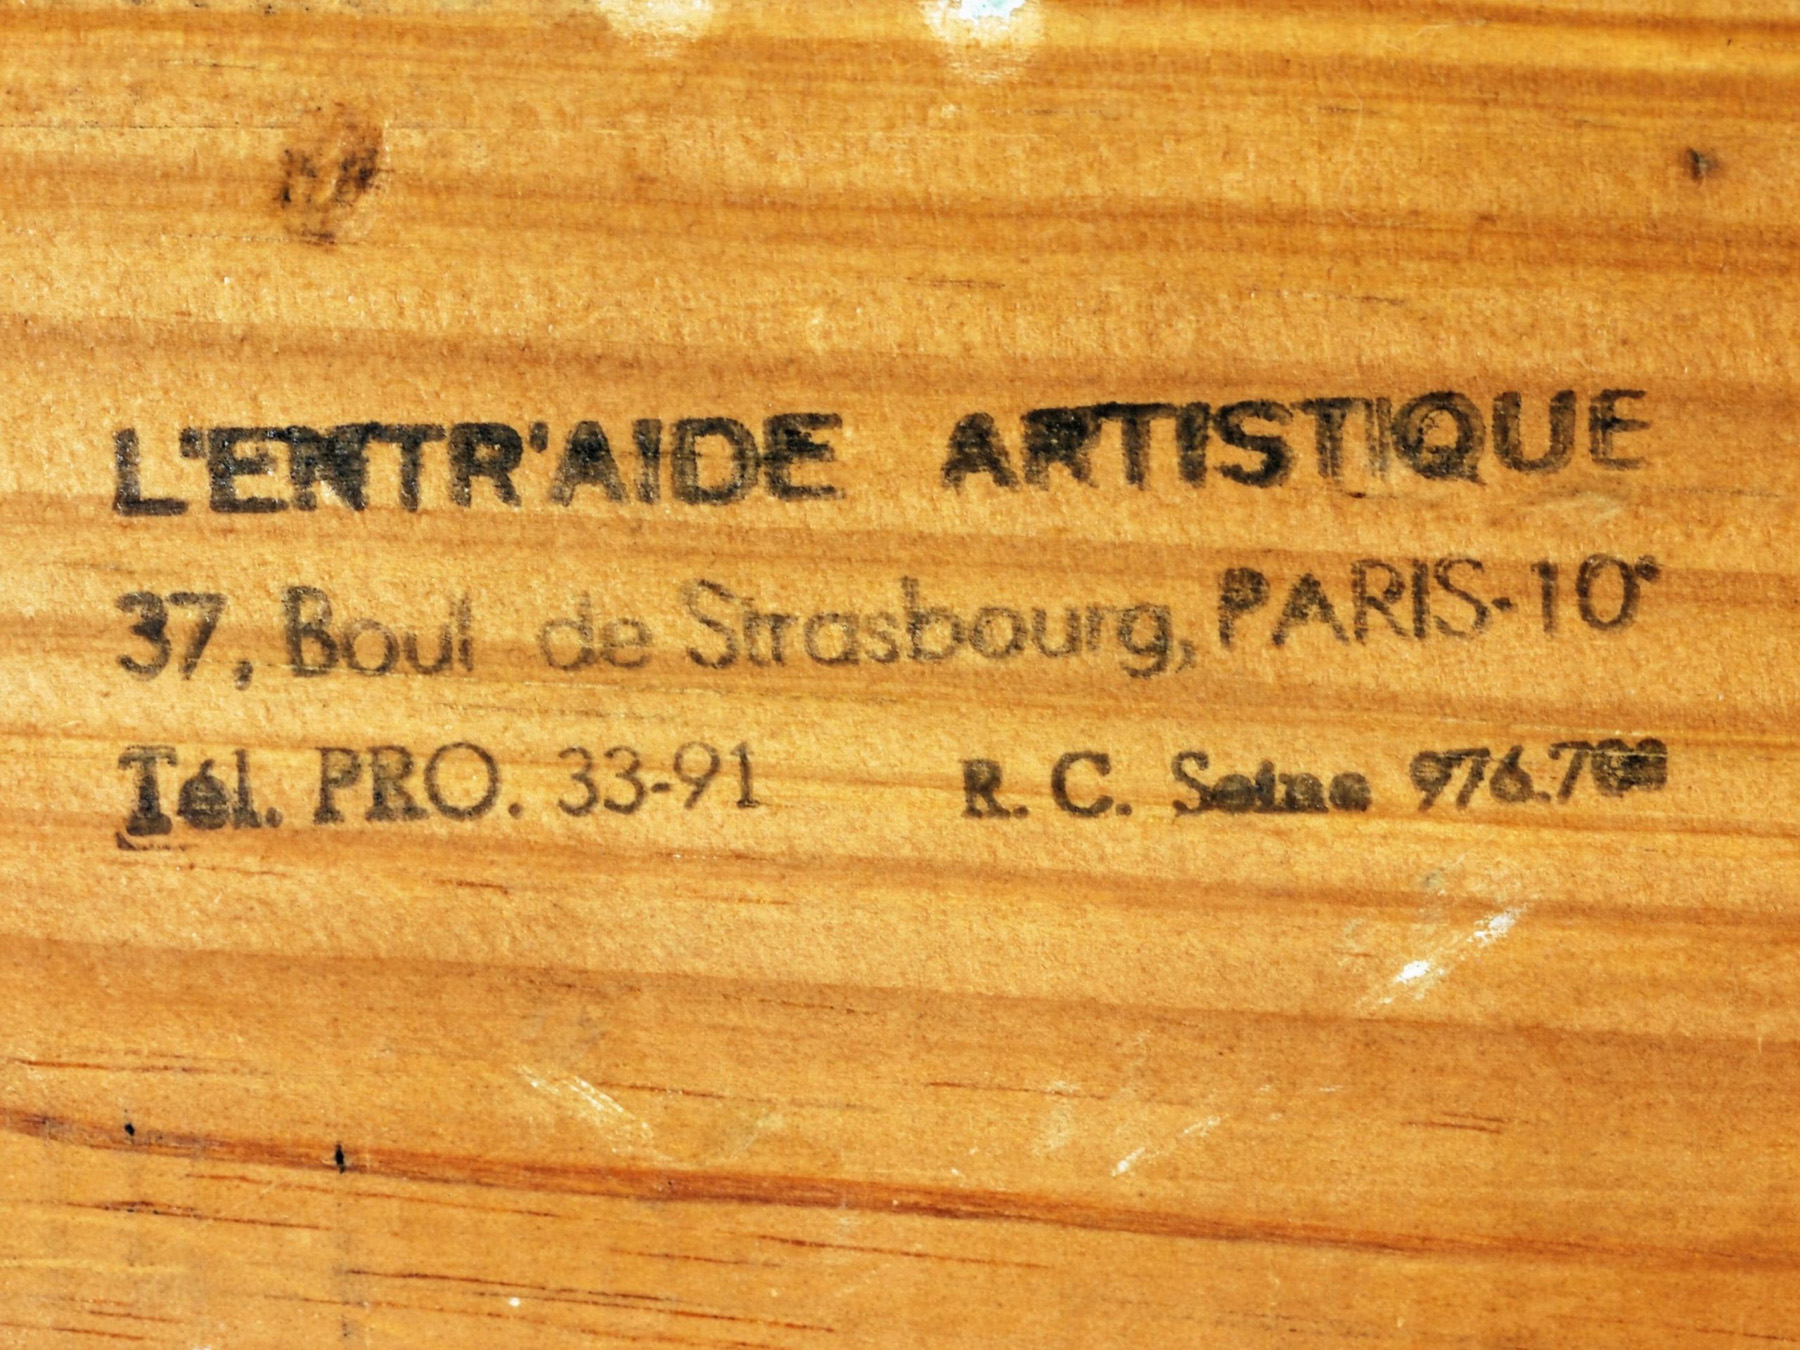 L'ENTR'AIDE ARTISTIQUE
37, Boul de Strasbourg, PARIS-10e
Tél. PRO. 33-91 R. C. Seine